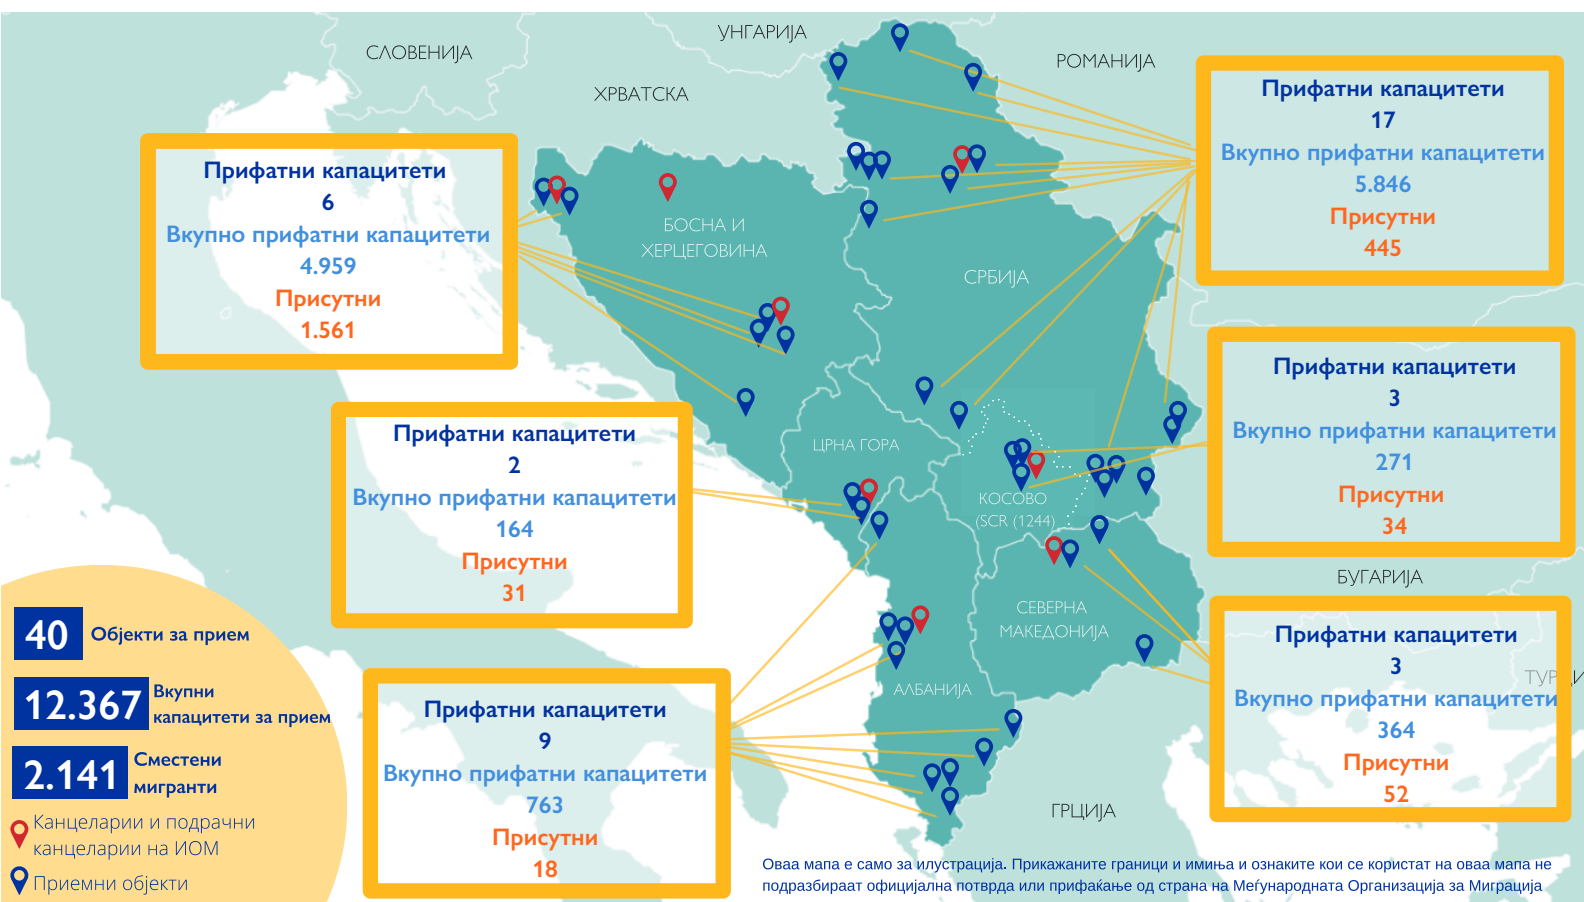 СЛОВЕНИЈА
УНГАРИЈА
ХРВАТСКА
РОМАНИЈА
Прифатни капацитети
17
Вкупно прифатни капацитети
5.846
Присутни
445
Прифатни капацитети
6
Вкупно прифатни капацитети
4.959
Присутни
1.561
БОСНА И
ХЕРЦЕГОВИНА
СРБИЈА
Прифатни капацитети
3
Вкупно прифатни капацитети
271
Присутни
34
Прифатни капацитети
2
Вкупно прифатни капацитети
164
Присутни
31
ЦРНА ГОРА
КОСОВО
(SCR (1244)
БУГАРИЈА
СЕВЕРНА
МАКЕДОНИЈА
Прифатни капацитети
3
Вкупно прифатни капацитети
364
Присутни
52
АЛБАНИЈА
Прифатни капацитети
9
Вкупно прифатни капацитети
763
Присутни
18
ГРЦИЈА
40 Објекти за прием
12.367 Вкупни
капацитети за прием
2.141 Сместени
мигранти
Канцеларии и подрачни
канцеларии на ИОМ
Приемни објекти
Оваа мапа е само за илустрација. Прикажаните граници и имиња и ознаките кои се користат на оваа мапа не
подразбираат официјална потврда или прифаќање од страна на Меѓународната Организација за Миграција